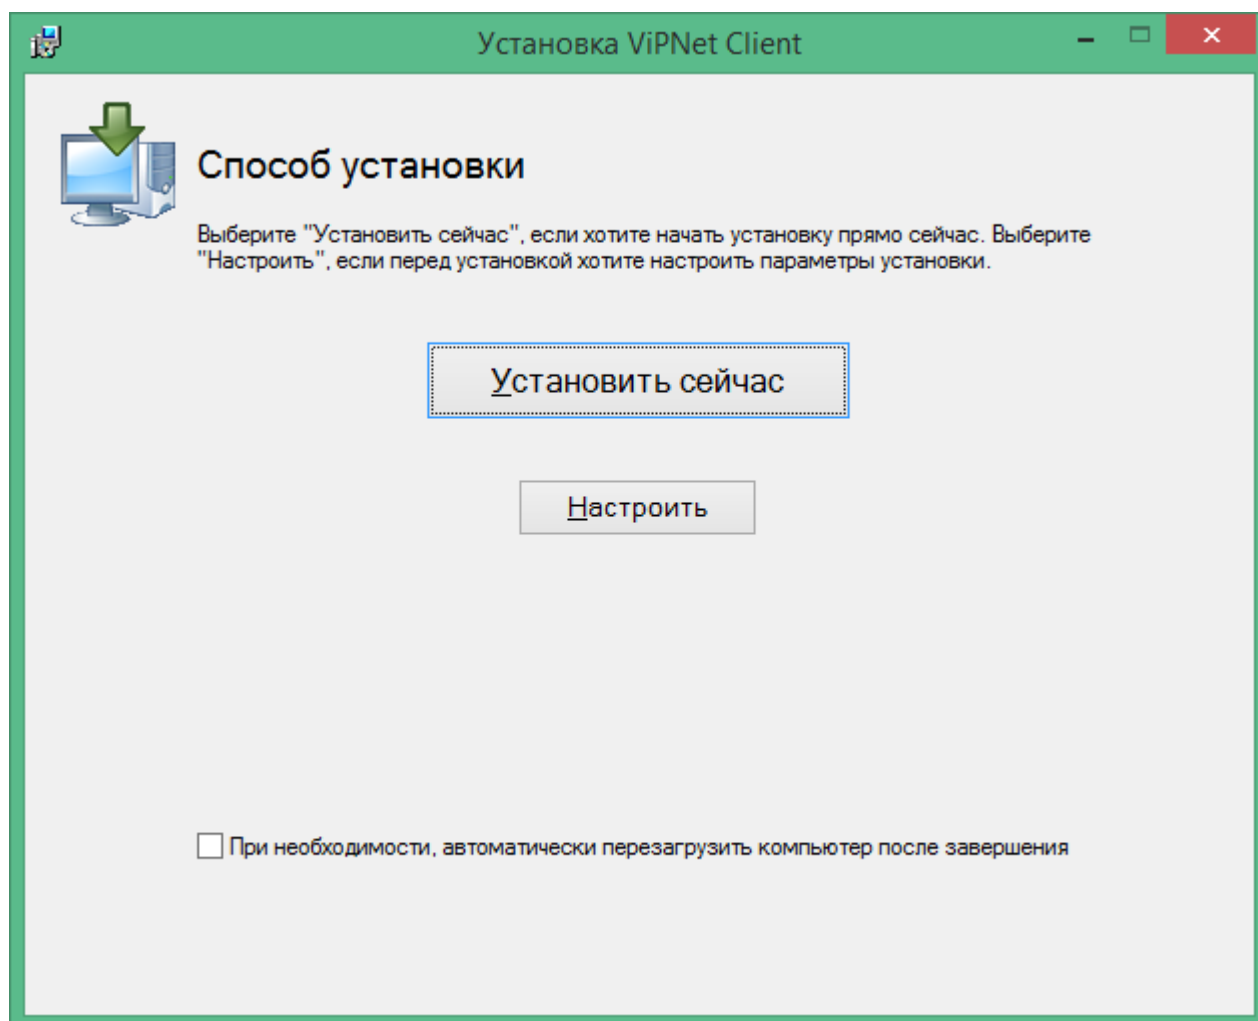 Установка ViPNet Client
Способ установки
Выберите "Установить сейчас", если хотите начать установку прямо сейчас. Выберите
"Настроить", если перед установкой хотите настроить параметры установки.
Установить сейчас
Настроить
При необходимости, автоматически перезагрузить компьютер после завершения